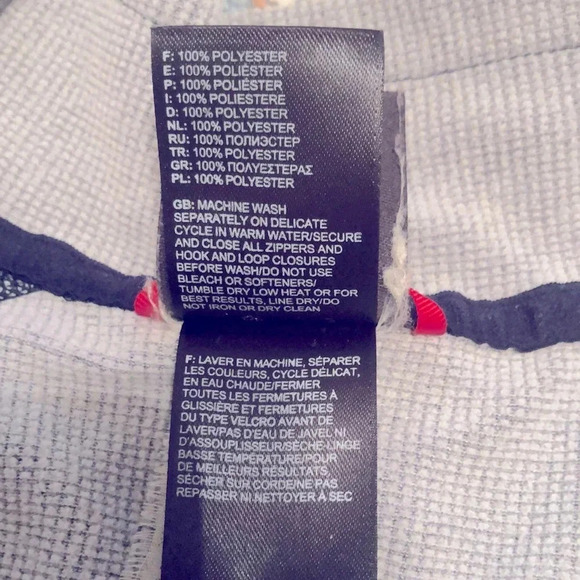 F: 100% POLYESTER
E: 100% POLIÉSTER
P: 100% POLIÉSTER
I: 100% POLIESTERE
D: 100% POLYESTER
NL: 100% POLYESTER
RU: 100% ПОЛИЭСТЕР
TR: 100% POLYESTER
GR: 100% ΠΟΛΥΕΣΤΕΡΑΣ
PL: 100% POLYESTER
GB: MACHINE WASH
SEPARATELY ON DELICATE
CYCLE IN WARM WATER/SECURE
AND CLOSE ALL ZIPPERS AND
HOOK AND LOOP CLOSURES
BEFORE WASH/DO NOT USE
BLEACH OR SOFTENERS/
TUMBLE DRY LOW HEAT OR FOR
BEST RESULTS, LINE DRY/DO
NOT IRON OR DRY CLEAN
F: LAVER EN MACHINE, SÉPARER
LES COULEURS, CYCLE DÉLICAT,
EN EAU CHAUDE/FERMER
TOUTES LES FERMETURES À
GLISSIÈRE ET FERMETURES
DU TYPE VELCRO AVANT DE
LAVER/PAS D'EAU DE JAVEL NI
D'ASSOUPLISSEUR/SÈCHE-LINGE
BASSE TEMPÉRATURE/POUR
DE MEILLEURS RÉSULTATS,
SÉCHER SUR CORDE/NE PAS
REPASSER NI NETTOYER À SEC